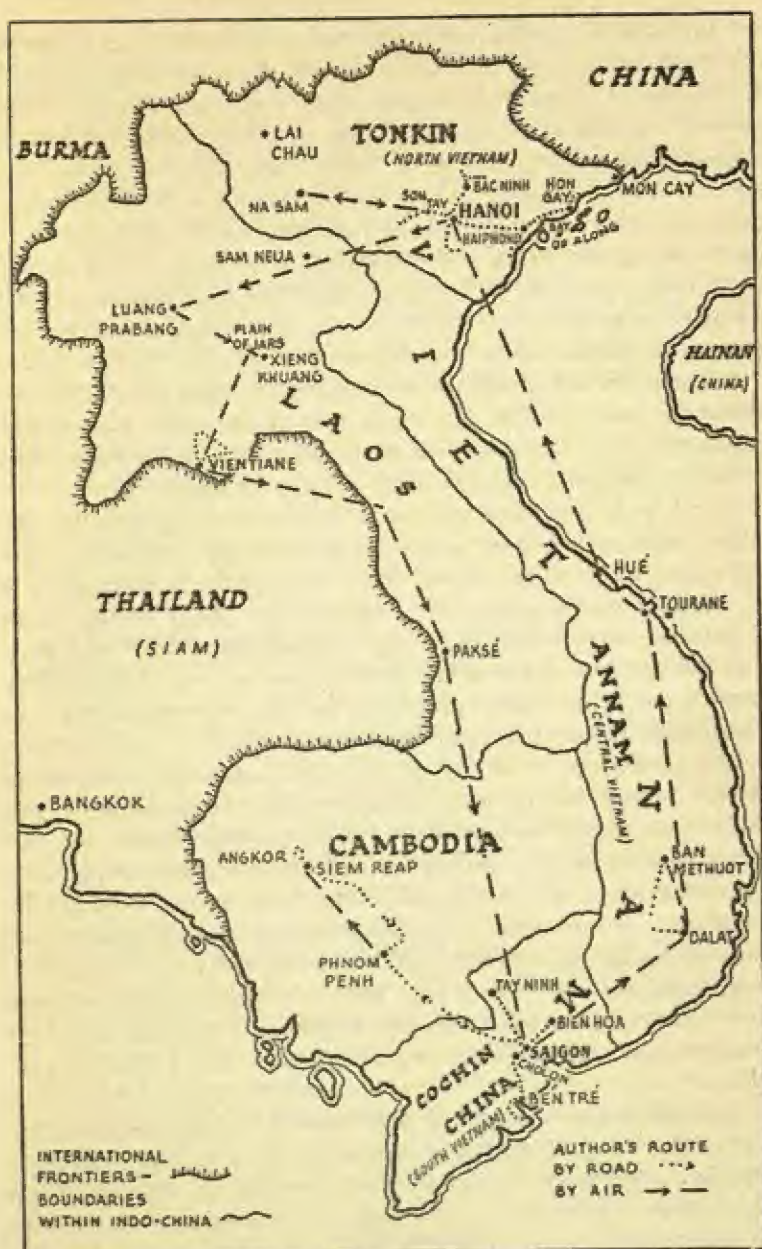 CHINA
BURMA
LAI
CHAU
TONKIN
(NORTH VIETNAM)
BAC NINH
HON
GAY
MON CAY
NA SAM
SON
TAY
HANOI
HAIPHONG
BAY
OF ALONG
SAM NEUA
LUANG
PRABANG
PLAIN
OF JARS
XIENG
KHUANG
HAINAN
(CHINA)
LAOS
VIETNAM
VIENTIANE
HUÉ
TOURANE
THAILAND
(SIAM)
PAKSÉ
ANNAM
(CENTRAL VIETNAM)
BANGKOK
CAMBODIA
ANGKOR
SIEM REAP
BAN
METHUOT
DALAT
PHNOM
PENH
TAY NINH
BIEN HOA
SAIGON
CHOLON
COCHIN
CHINA
(SOUTH VIETNAM)
BÉN TRÉ
INTERNATIONAL
FRONTIERS-
BOUNDARIES
WITHIN INDO-CHINA
AUTHOR'S ROUTE
BY ROAD
BY AIR